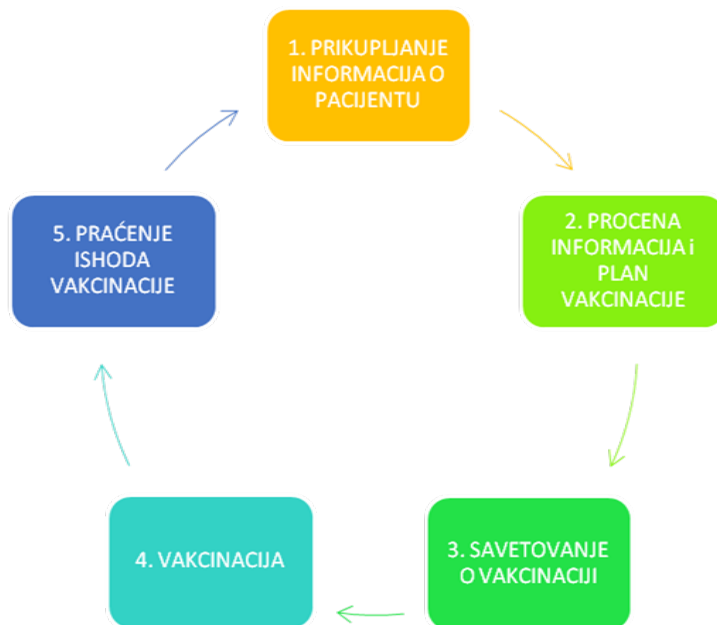 1. PRIKUPLJANJE
INFORMACIJA O
PACIJENTU
2. PROCENA
INFORMACIJA i
PLAN
VAKCINACIJE
3. SAVETOVANJE
O VAKCINACIJI
4. VAKCINACIJA
5. PRAĆENJE
ISHODA
VAKCINACIJE